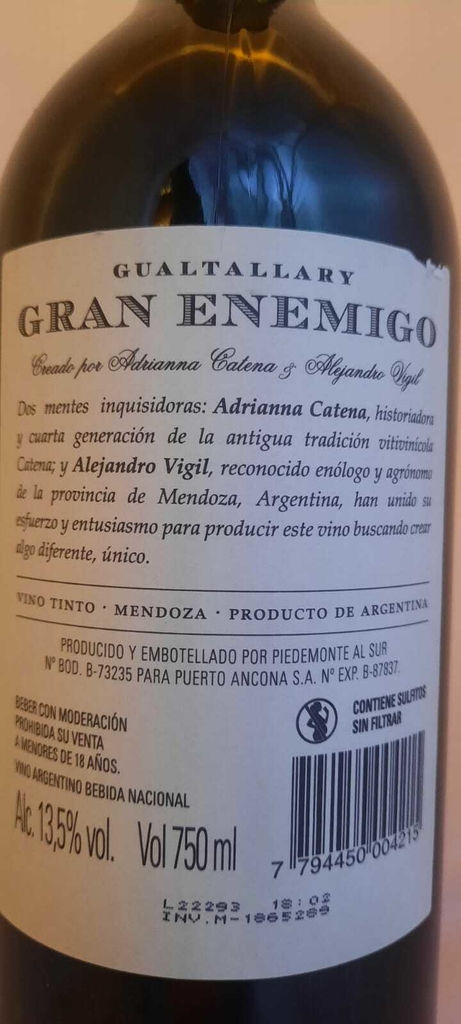 GUALTALLARY
GRAN ENEMIGO
Creado por Adrianna Catena & Alejandro Vigil
Dos mentes inquisidoras: Adrianna Catena, historiadora
y cuarta generación de la antigua tradición vitivinícola
Catena; y Alejandro Vigil, reconocido enólogo y agrónomo
de la provincia de Mendoza, Argentina, han unido su
esfuerzo y entusiasmo para producir este vino buscando crear
algo diferente, único.
VINO TINTO · MENDOZA · PRODUCTO DE ARGENTINA
PRODUCIDO Y EMBOTELLADO POR PIEDEMONTE AL SUR
Nº BOD. B-73235 PARA PUERTO ANCONA S.A. Nº EXP. B-87837.
BEBER CON MODERACIÓN
PROHIBIDA SU VENTA
A MENORES DE 18 AÑOS.
VINO ARGENTINO BEBIDA NACIONAL
Alc. 13,5% vol. Vol 750 ml
CONTIENE SULFITOS
SIN FILTRAR
7 794450 004215
L22293 18:02
INV.M-1865289